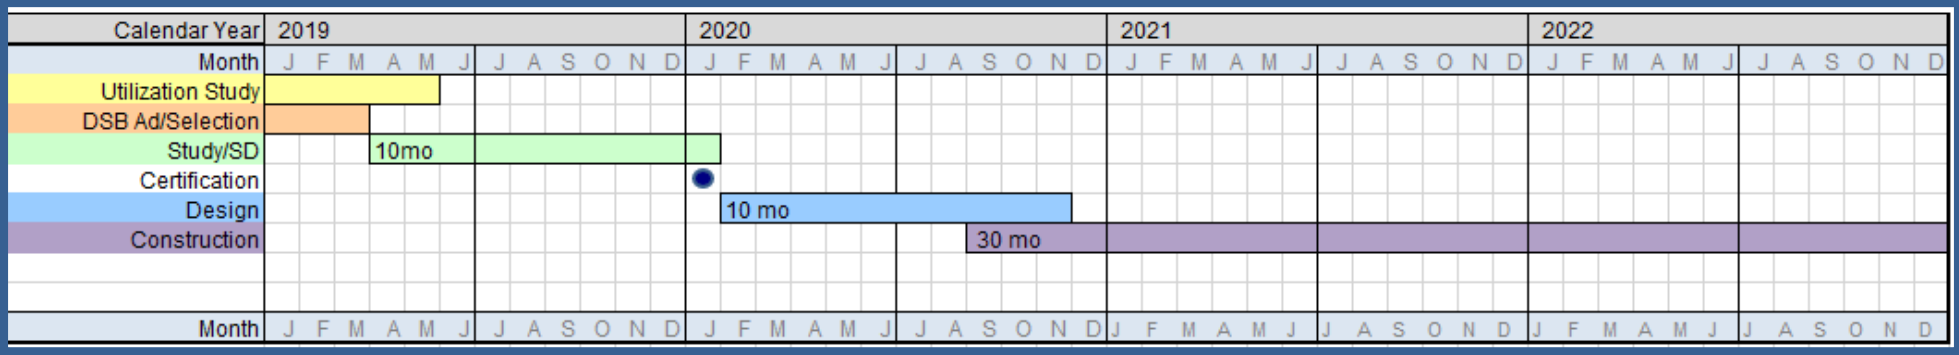 Calendar Year 2019 2020 2021 2022
Month J F M A M J J A S O N D J F M A M J J A S O N D J F M A M J J A S O N D J F M A M J J A S O N D
Utilization Study
DSB Ad/Selection
Study/SD 10mo
Certification
Design 10 mo
Construction 30 mo
Month J F M A M J J A S O N D J F M A M J J A S O N D J F M A M J J A S O N D J F M A M J J A S O N D